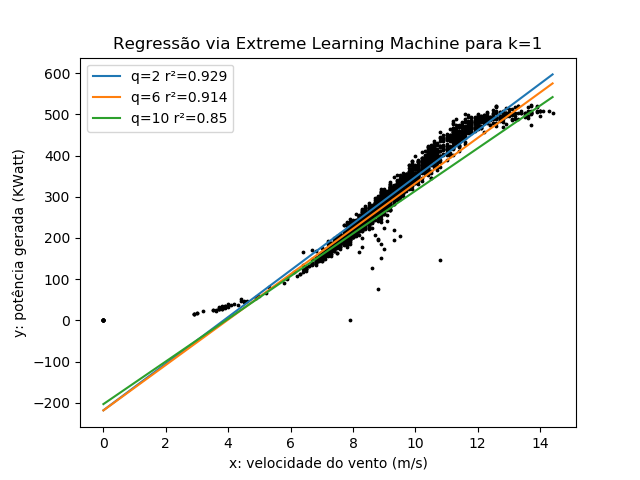 Regressão via Extreme Learning Machine para k=1
q=2 r²=0.929
q=6 r²=0.914
q=10 r²=0.85
600
500
400
300
200
100
0
−100
−200
y: potência gerada (KWatt)
0 2 4 6 8 10 12 14
x: velocidade do vento (m/s)